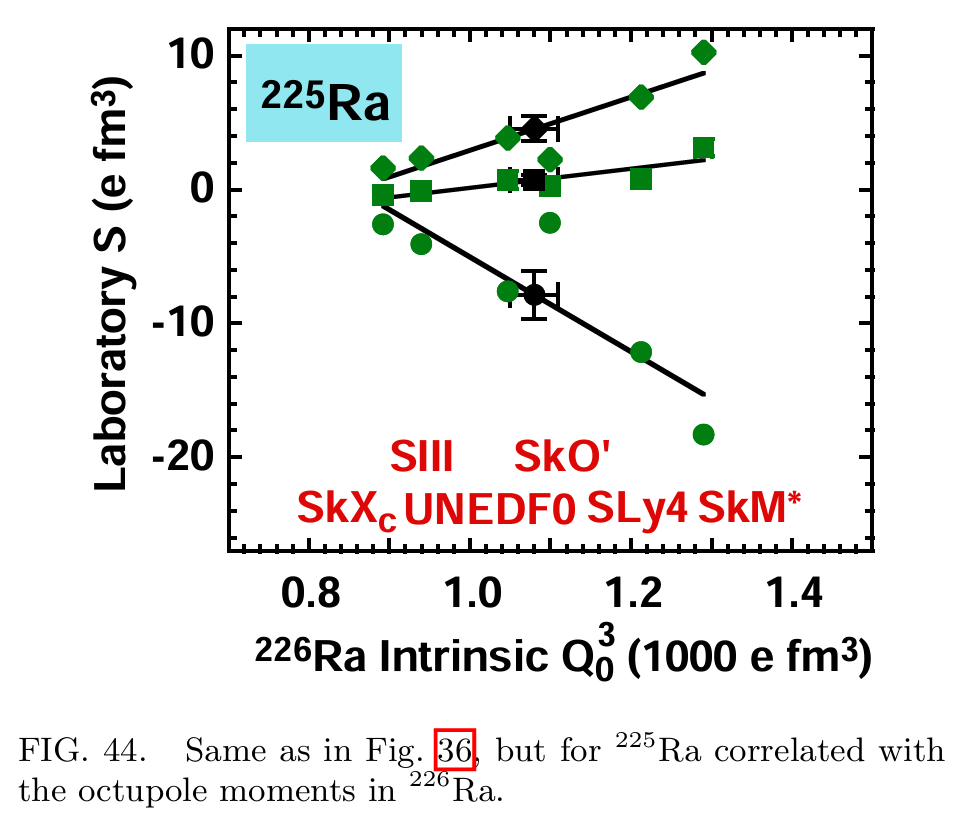 10
0
-10
-20
Laboratory S (e fm³)
²²⁵Ra
SIII SkO'
SkX_C UNEDF0 SLy4 SkM*
0.8 1.0 1.2 1.4
²²⁶Ra Intrinsic Q₀³ (1000 e fm³)
FIG. 44. Same as in Fig. 36, but for ²²⁵Ra correlated with
the octupole moments in ²²⁶Ra.